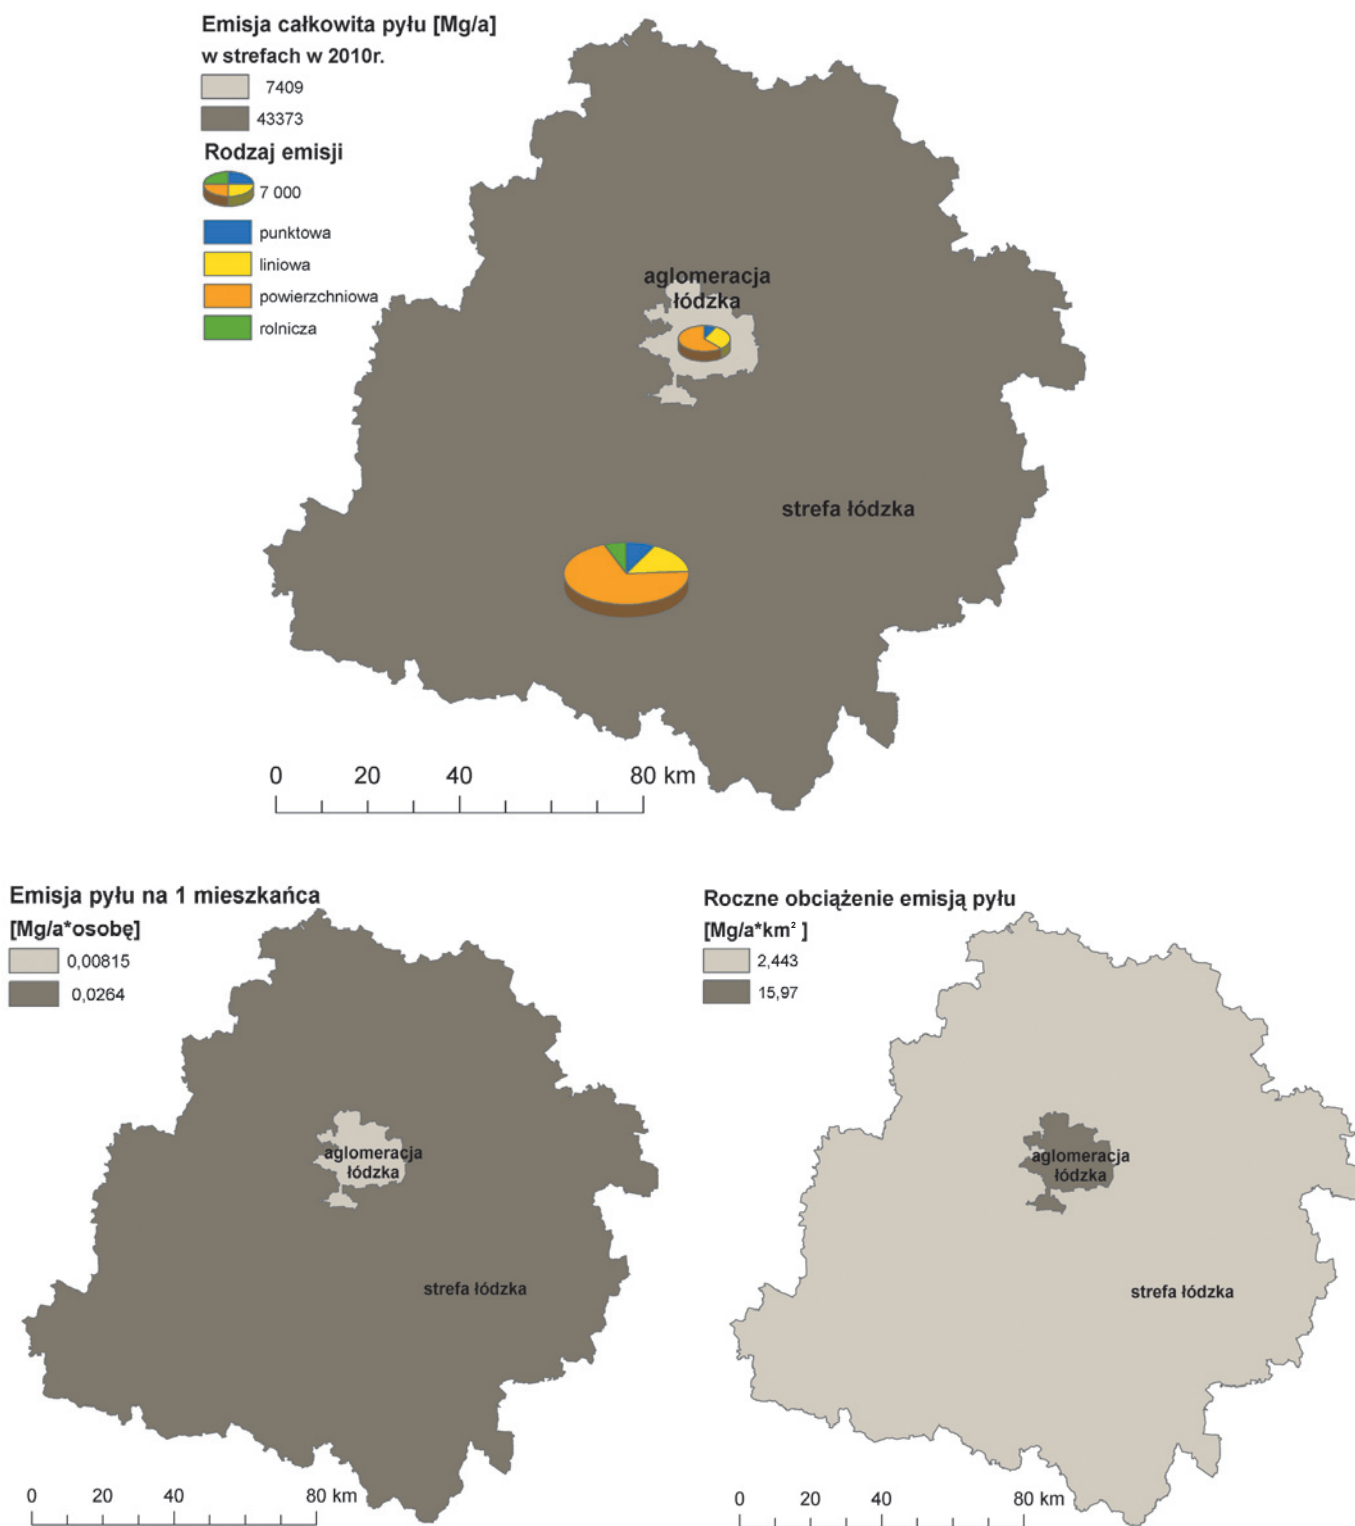 Emisja całkowita pyłu [Mg/a]
w strefach w 2010r.
7409
43373
Rodzaj emisji
7 000
punktowa
liniowa
powierzchniowa
rolnicza
aglomeracja
łódzka
strefa łódzka
0 20 40 80 km
Emisja pyłu na 1 mieszkańca
[Mg/a*osobę]
0,00815
0,0264
aglomeracja
łódzka
strefa łódzka
0 20 40 80 km
Roczne obciążenie emisją pyłu
[Mg/a*km² ]
2,443
15,97
aglomeracja
łódzka
strefa łódzka
0 20 40 80 km